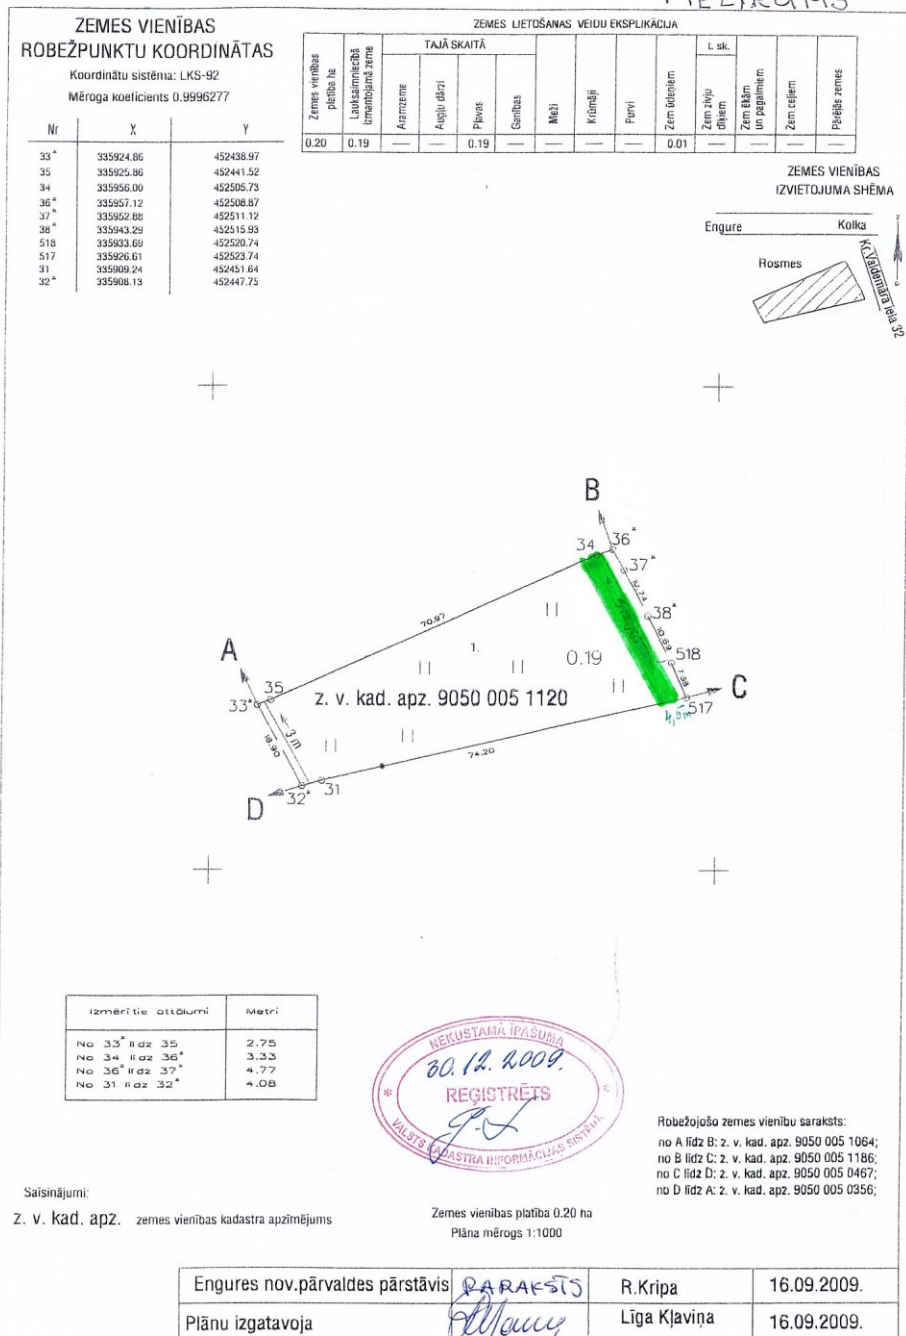 ZEMES VIENĪBAS
ROBEŽPUNKTU KOORDINĀTAS
Koordinātu sistēma: LKS-92
Mēroga koeficients 0.9996277
Nr X Y
33* 335924.86 452438.97
35 335925.86 452441.52
34 335956.00 452505.73
36* 335957.12 452508.87
37* 335952.88 452511.12
38* 335943.29 452515.93
518 335933.69 452520.74
517 335926.61 452523.74
31 335909.24 452451.64
32* 335908.13 452447.75
ZEMES LIETOŠANAS VEIDU EKSPLIKĀCIJA
Zemes vienības platība ha
Lauksaimniecībā izmantojamā zeme
TAJĀ SKAITĀ
Aramzeme
Augļu dārzi
Pļavas
Ganības
Meži
Krūmāji
Purvi
Zem ūdeņiem
t. sk.
Zem zivju dīķiem
Zem ēkām un pagalmiem
Zem ceļiem
Pārējās zemes
0.20 0.19 — — 0.19 — — — — 0.01 — — — —
ZEMES VIENĪBAS
IZVIETOJUMA SHĒMA
Engure Kolka
Rosmes
Kr.Valdemāra iela 32
B
34 36*
37*
10.74
38*
70.97
10.69
1.
0.19
518
7.68
A
35
33*
z. v. kad. apz. 9050 005 1120
C
517
4,5m
3 m
18.90
74.20
31
32*
D
Izmērītie attālumi Metri
No 33* līdz 35 2.75
No 34 līdz 36* 3.33
No 36* līdz 37* 4.77
No 31 līdz 32* 4.08
NEKUSTAMĀ ĪPAŠUMA
30.12.2009.
REĢISTRĒTS
VALSTS KADASTRA INFORMĀCIJAS SISTĒMĀ
Robežojošo zemes vienību saraksts:
no A līdz B: z. v. kad. apz. 9050 005 1064;
no B līdz C: z. v. kad. apz. 9050 005 1186;
no C līdz D: z. v. kad. apz. 9050 005 0467;
no D līdz A: z. v. kad. apz. 9050 005 0356;
Saīsinājumi:
z. v. kad. apz. zemes vienības kadastra apzīmējums
Zemes vienības platība 0.20 ha
Plāna mērogs 1:1000
Engures nov.pārvaldes pārstāvis PARAKSTS R.Kripa 16.09.2009.
Plānu izgatavoja Līga Kļaviņa 16.09.2009.